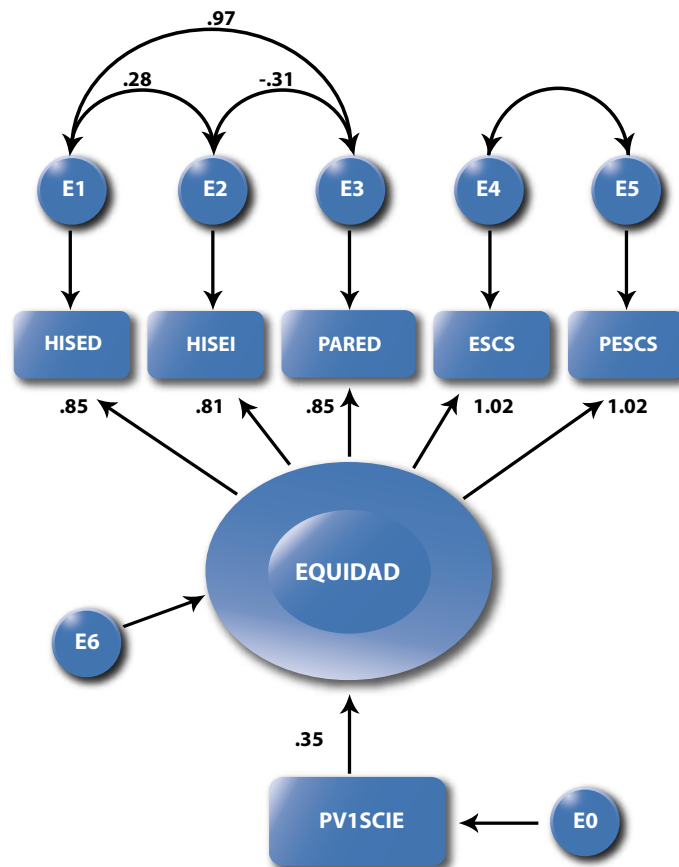 .97
.28 -.31
E1 E2 E3 E4 E5
HISED HISEI PARED ESCS PESCS
.85 .81 .85 1.02 1.02
EQUIDAD
E6
.35
PV1SCIE E0